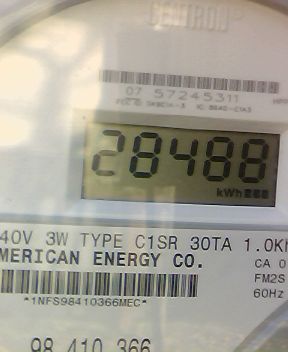 CENTRON®
07 57245311
28488
kWh
40V 3W TYPE C1SR 30TA 1.0K
MERICAN ENERGY CO.
CA 0
FM2S
60Hz
*1NFS98410366MEC*
98 410 366